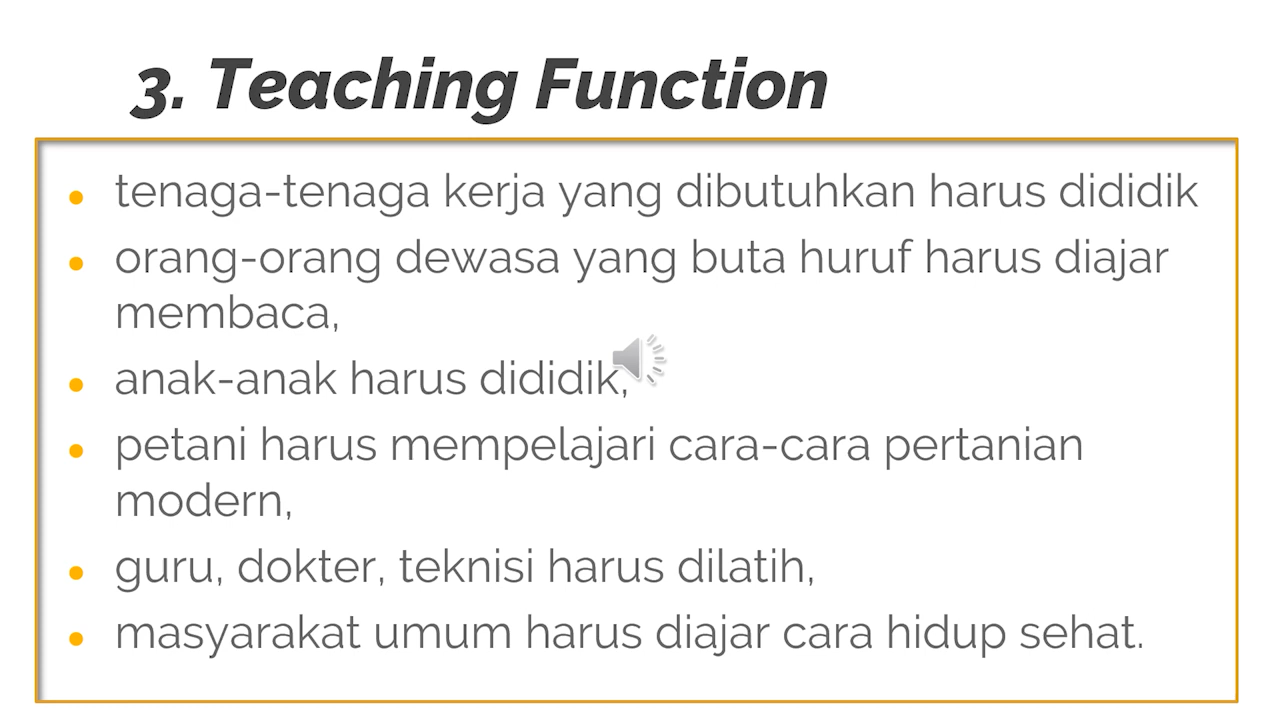 3. Teaching Function
● tenaga-tenaga kerja yang dibutuhkan harus dididik
● orang-orang dewasa yang buta huruf harus diajar
membaca,
● anak-anak harus dididik,
● petani harus mempelajari cara-cara pertanian
modern,
● guru, dokter, teknisi harus dilatih,
● masyarakat umum harus diajar cara hidup sehat.